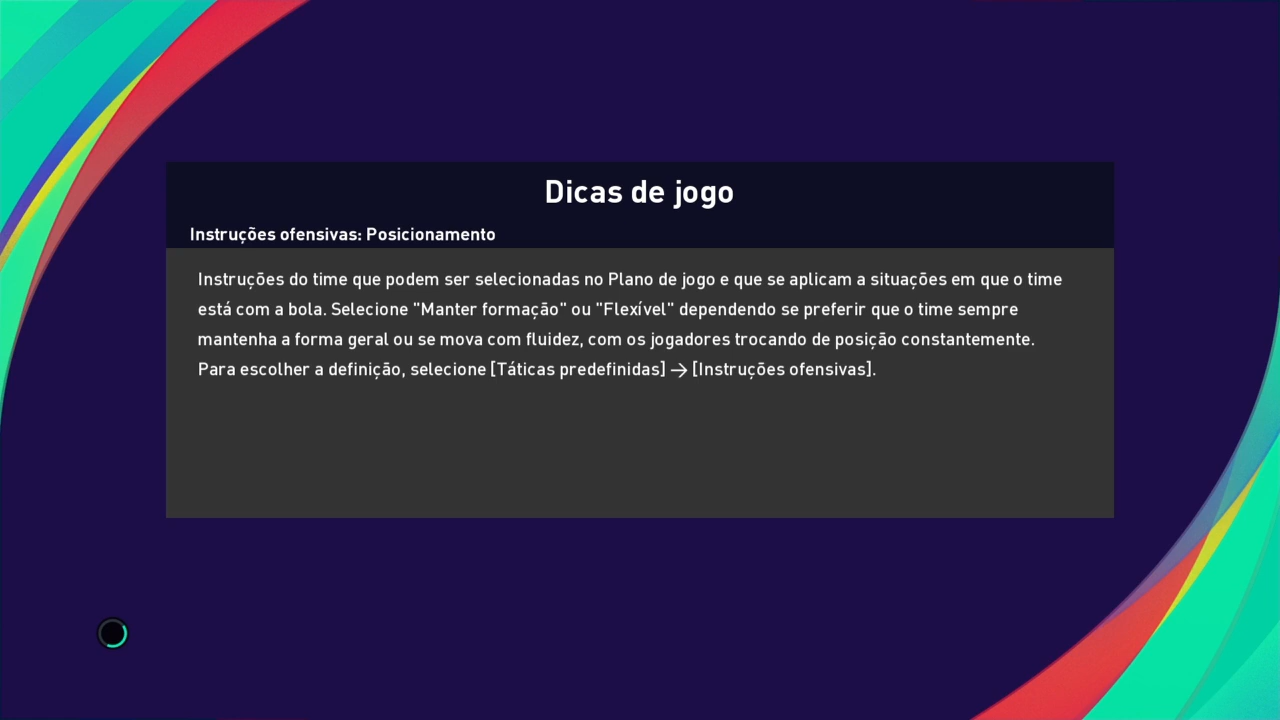 Dicas de jogo
Instruções ofensivas: Posicionamento
Instruções do time que podem ser selecionadas no Plano de jogo e que se aplicam a situações em que o time
está com a bola. Selecione "Manter formação" ou "Flexível" dependendo se preferir que o time sempre
mantenha a forma geral ou se mova com fluidez, com os jogadores trocando de posição constantemente.
Para escolher a definição, selecione [Táticas predefinidas] → [Instruções ofensivas].